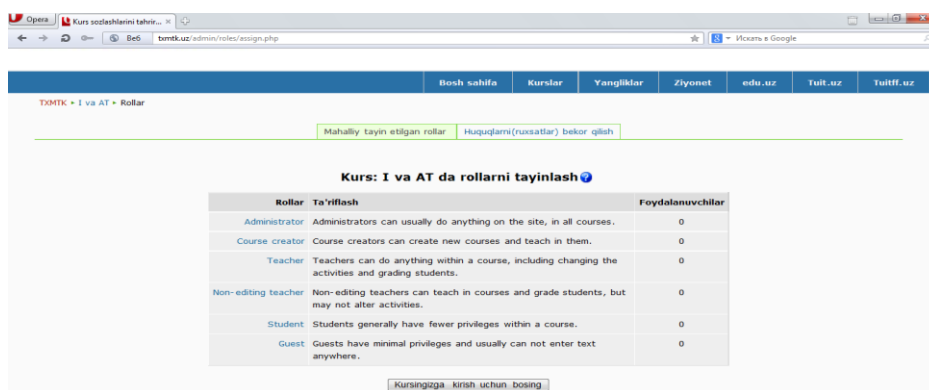 Opera
Kurs sozlashlarini tahrir...
Веб txmtk.uz/admin/roles/assign.php
Искать в Google
Bosh sahifa Kurslar Yangliklar Ziyonet edu.uz Tuit.uz Tuitff.uz
TXMTK ► I va AT ► Rollar
Mahalliy tayin etilgan rollar Huquqlarni(ruxsatlar) bekor qilish
Kurs: I va AT da rollarni tayinlash
Rollar Ta'riflash Foydalanuvchilar
Administrator Administrators can usually do anything on the site, in all courses. 0
Course creator Course creators can create new courses and teach in them. 0
Teacher Teachers can do anything within a course, including changing the 0
activities and grading students.
Non-editing teacher Non-editing teachers can teach in courses and grade students, but 0
may not alter activities.
Student Students generally have fewer privileges within a course. 0
Guest Guests have minimal privileges and usually can not enter text 0
anywhere.
Kursingizga kirish uchun bosing